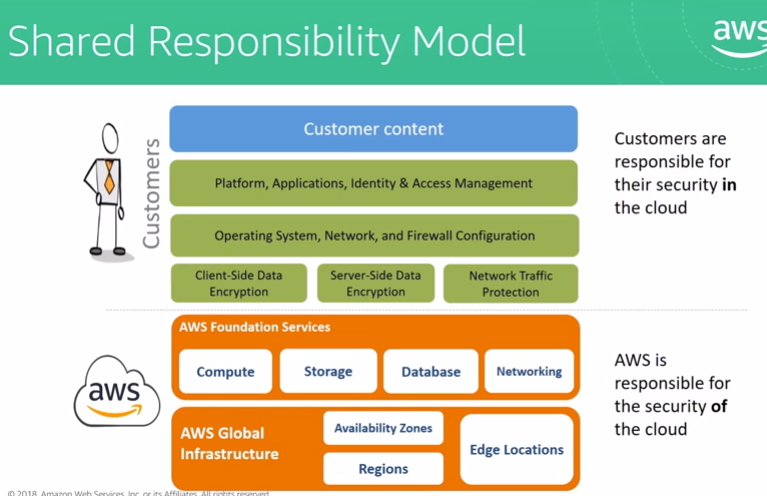 Shared Responsibility Model
aws
Customers
Customer content
Platform, Applications, Identity & Access Management
Operating System, Network, and Firewall Configuration
Client-Side Data
Encryption
Server-Side Data
Encryption
Network Traffic
Protection
Customers are
responsible for
their security in
the cloud
aws
AWS Foundation Services
Compute
Storage
Database
Networking
AWS Global
Infrastructure
Availability Zones
Regions
Edge Locations
AWS is
responsible for
the security of
the cloud
© 2018, Amazon Web Services, Inc. or its Affiliates. All rights reserved.